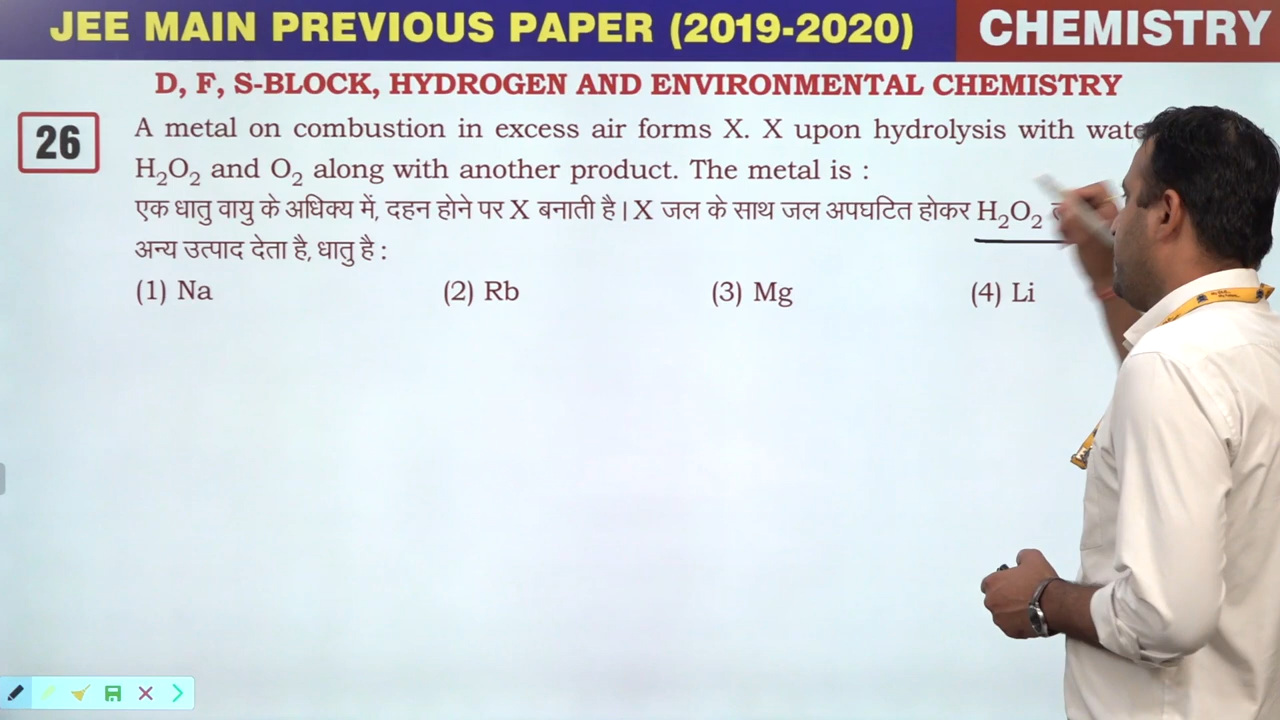 JEE MAIN PREVIOUS PAPER (2019-2020) CHEMISTRY
D, F, S-BLOCK, HYDROGEN AND ENVIRONMENTAL CHEMISTRY
26 A metal on combustion in excess air forms X. X upon hydrolysis with
H₂O₂ and O₂ along with another product. The metal is :
एक धातु वायु के अधिक्य में, दहन होने पर X बनाती है। X जल के साथ जल अपघटित होकर H₂O₂
अन्य उत्पाद देता है, धातु है :
(1) Na (2) Rb (3) Mg (4) Li